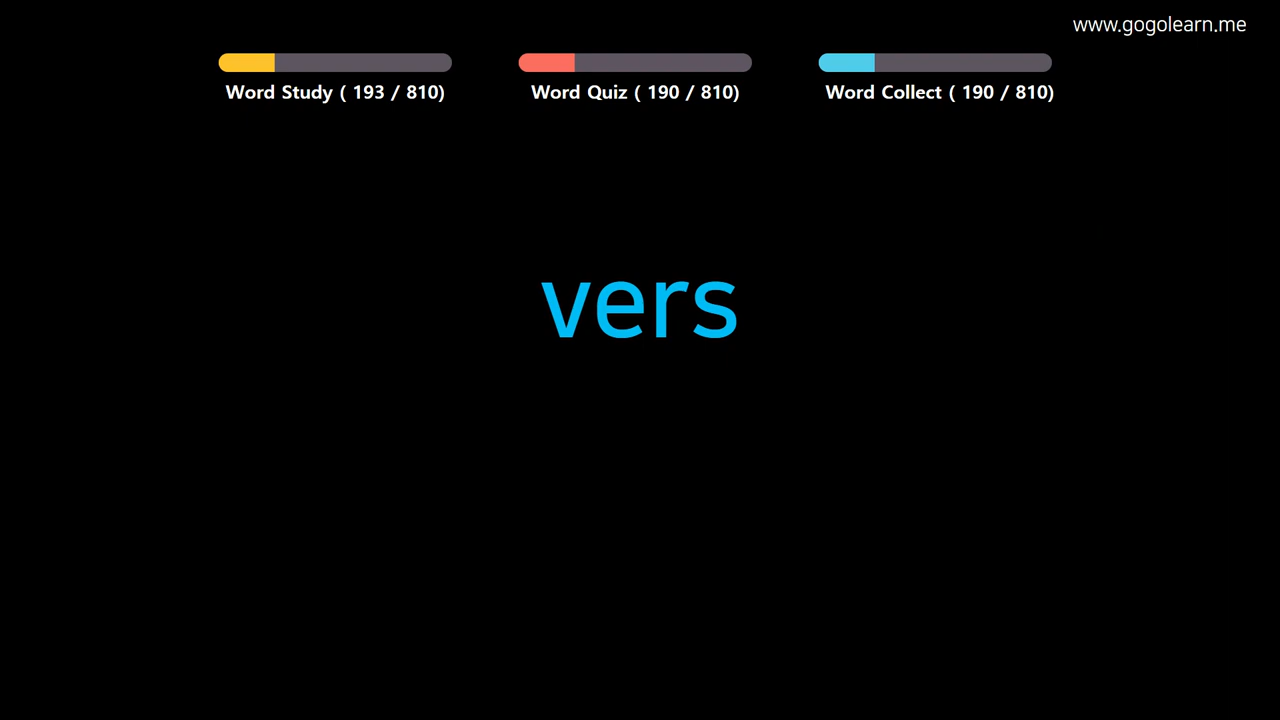 www.gogolearn.me
Word Study ( 193 / 810)
Word Quiz ( 190 / 810)
Word Collect ( 190 / 810)
vers